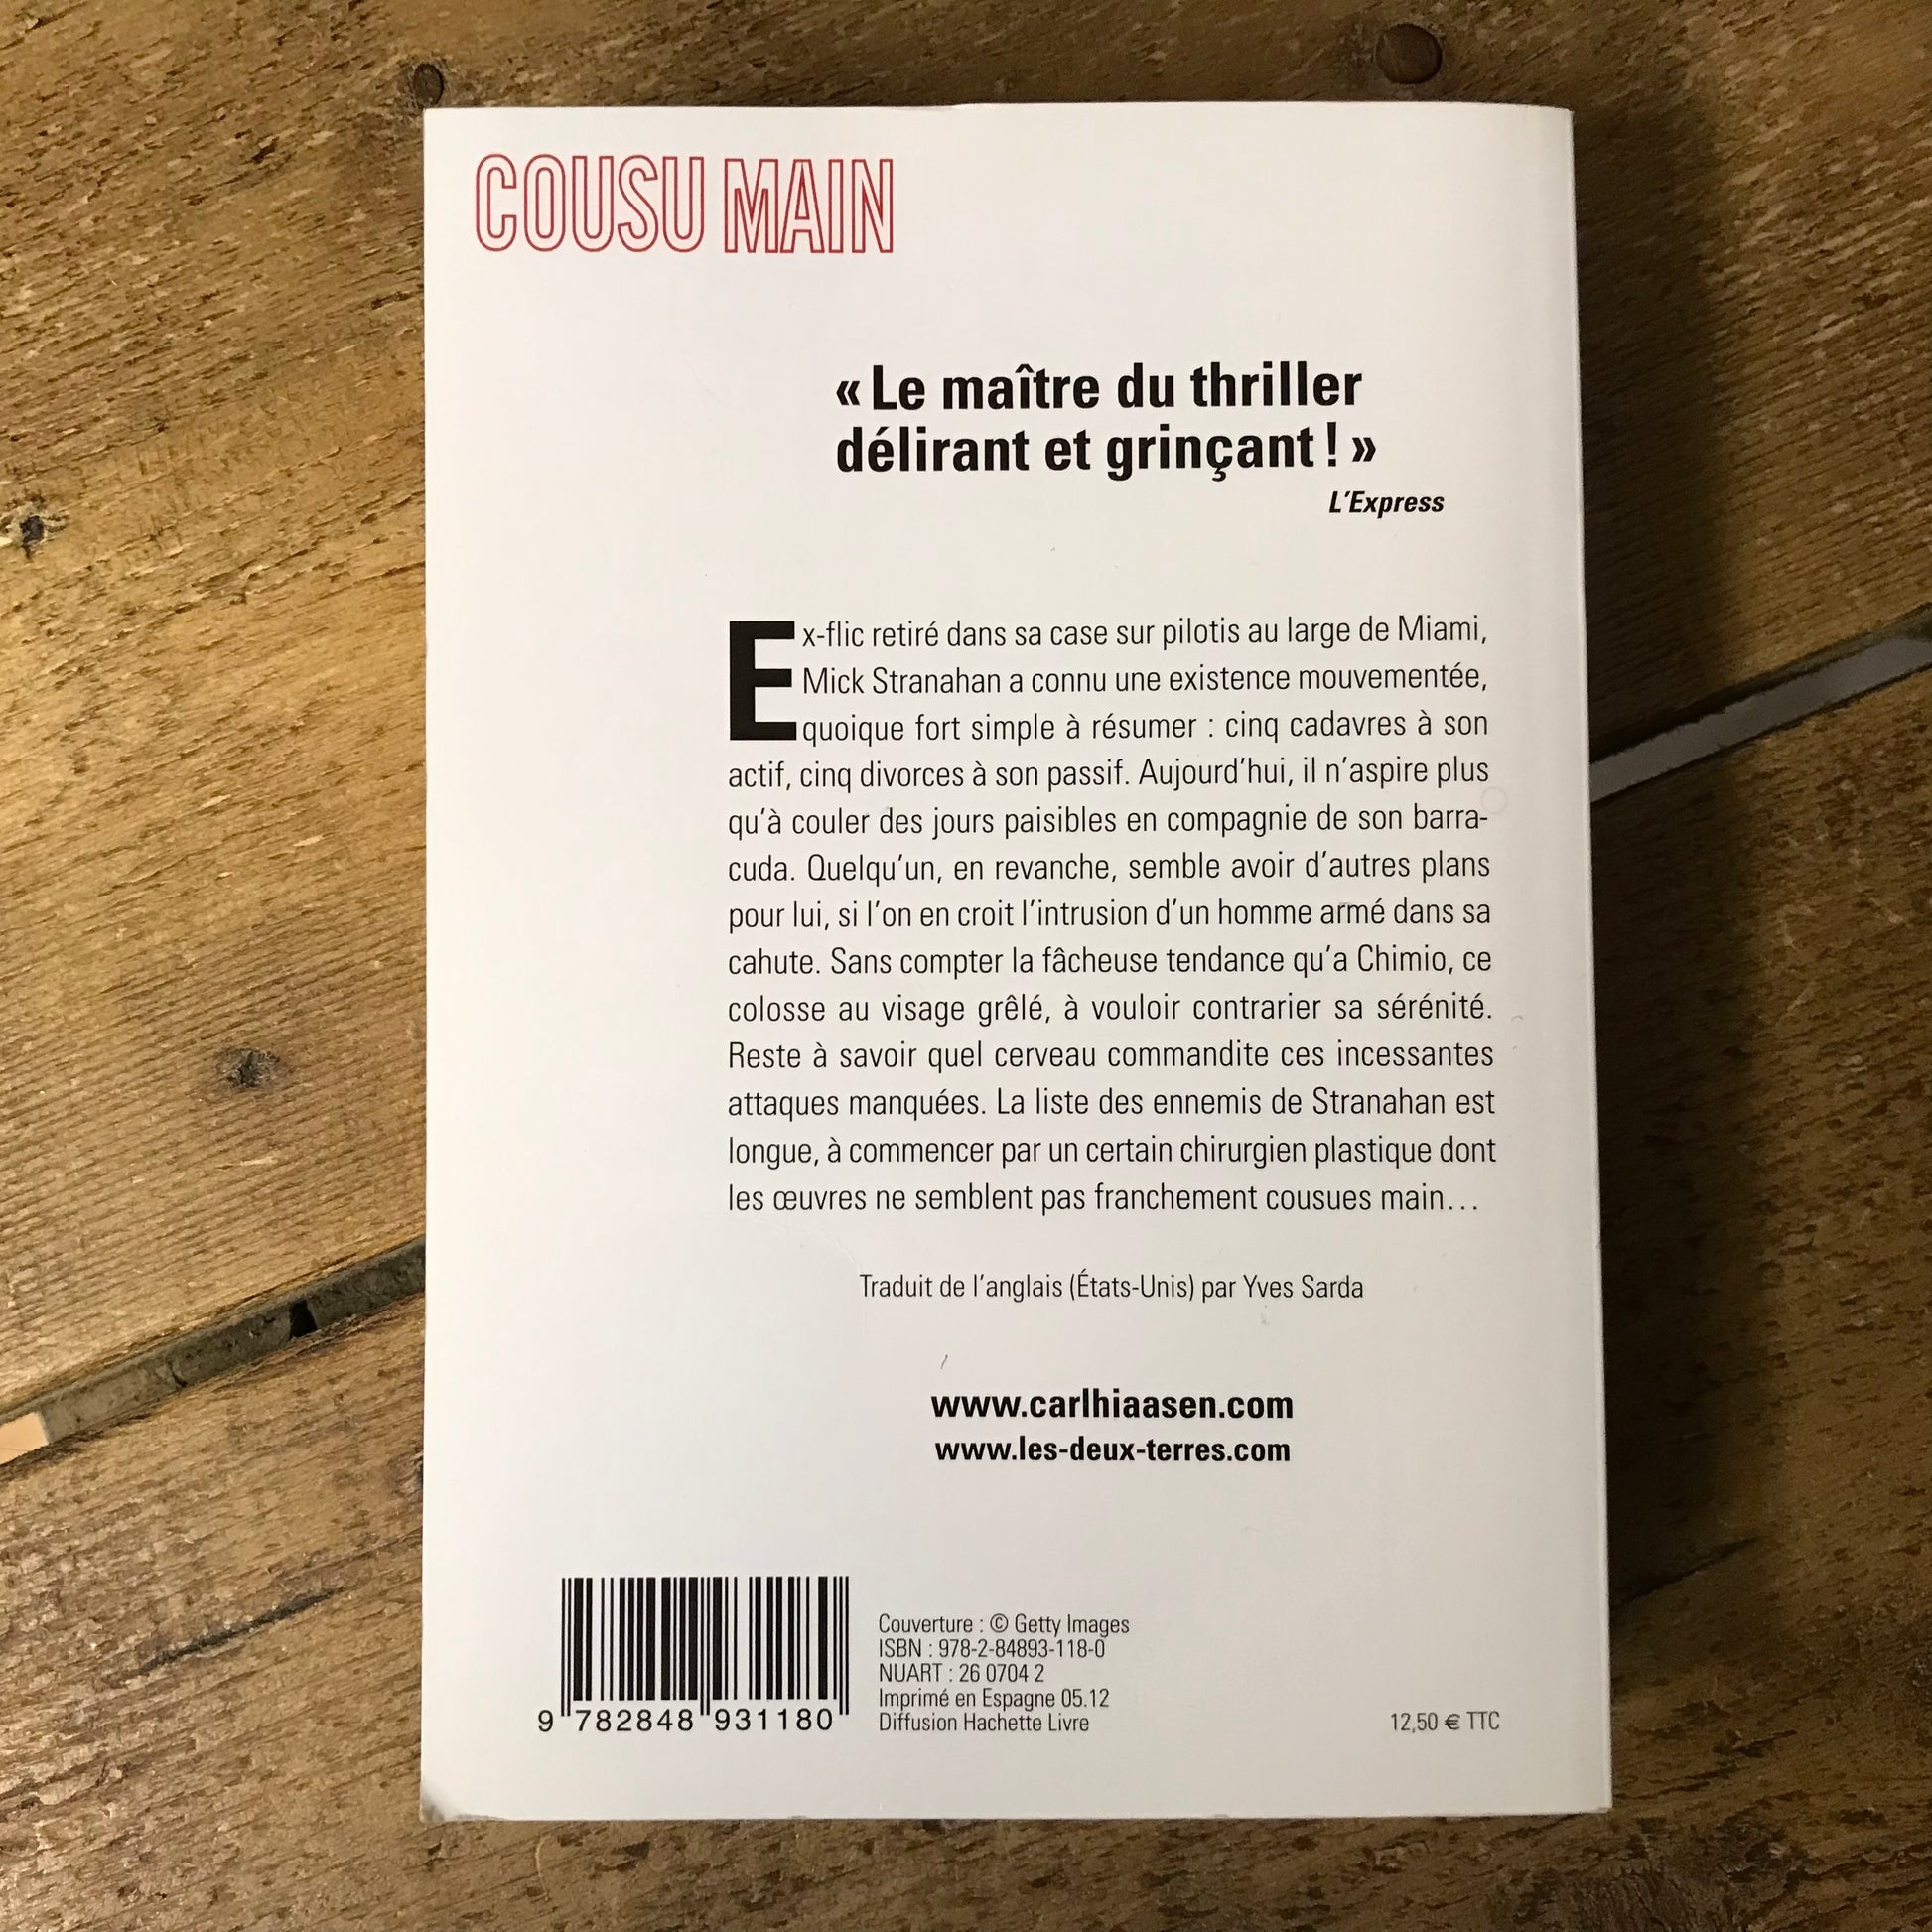 COUSU MAIN
« Le maître du thriller
délirant et grinçant ! »
L'Express
Ex-flic retiré dans sa case sur pilotis au large de Miami,
Mick Stranahan a connu une existence mouvementée,
quoique fort simple à résumer : cinq cadavres à son
actif, cinq divorces à son passif. Aujourd'hui, il n'aspire plus
qu'à couler des jours paisibles en compagnie de son barra-
cuda. Quelqu'un, en revanche, semble avoir d'autres plans
pour lui, si l'on en croit l'intrusion d'un homme armé dans sa
cahute. Sans compter la fâcheuse tendance qu'a Chimio, ce
colosse au visage grêlé, à vouloir contrarier sa sérénité.
Reste à savoir quel cerveau commandite ces incessantes
attaques manquées. La liste des ennemis de Stranahan est
longue, à commencer par un certain chirurgien plastique dont
les œuvres ne semblent pas franchement cousues main...
Traduit de l'anglais (États-Unis) par Yves Sarda
www.carlhiaasen.com
www.les-deux-terres.com
Couverture : © Getty Images
ISBN : 978-2-84893-118-0
NUART : 26 0704 2
Imprimé en Espagne 05.12
Diffusion Hachette Livre
9 782848 931180
12,50 € TTC